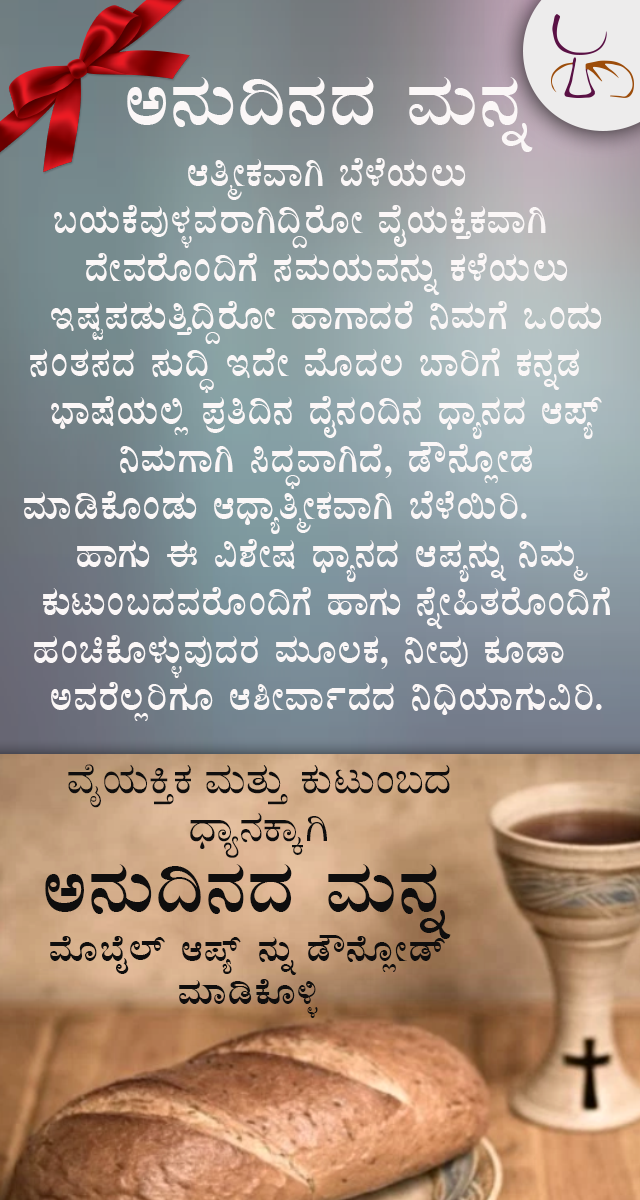 ಅನುದಿನದ ಮನ್ನ
ಆತ್ಮೀಕವಾಗಿ ಬೆಳೆಯಲು
ಬಯಕೆವುಳ್ಳವರಾಗಿದ್ದಿರೋ ವೈಯಕ್ತಿಕವಾಗಿ
ದೇವರೊಂದಿಗೆ ಸಮಯವನ್ನು ಕಳೆಯಲು
ಇಷ್ಟಪಡುತ್ತಿದ್ದಿರೋ ಹಾಗಾದರೆ ನಿಮಗೆ ಒಂದು
ಸಂತಸದ ಸುದ್ಧಿ ಇದೇ ಮೊದಲ ಬಾರಿಗೆ ಕನ್ನಡ
ಭಾಷೆಯಲ್ಲಿ ಪ್ರತಿದಿನ ದೈನಂದಿನ ಧ್ಯಾನದ ಆಪ್ಯ್
ನಿಮಗಾಗಿ ಸಿದ್ಧವಾಗಿದೆ, ಡೌನ್ಲೋಡ
ಮಾಡಿಕೊಂಡು ಆಧ್ಯಾತ್ಮೀಕವಾಗಿ ಬೆಳೆಯಿರಿ.
ಹಾಗು ಈ ವಿಶೇಷ ಧ್ಯಾನದ ಆಪ್ಯನ್ನು ನಿಮ್ಮ
ಕುಟುಂಬದವರೊಂದಿಗೆ ಹಾಗು ಸ್ನೇಹಿತರೊಂದಿಗೆ
ಹಂಚಿಕೊಳ್ಳುವುದರ ಮೂಲಕ, ನೀವು ಕೂಡಾ
ಅವರೆಲ್ಲರಿಗೂ ಆಶೀರ್ವಾದದ ನಿಧಿಯಾಗುವಿರಿ.
ವೈಯಕ್ತಿಕ ಮತ್ತು ಕುಟುಂಬದ
ಧ್ಯಾನಕ್ಕಾಗಿ
ಅನುದಿನದ ಮನ್ನ
ಮೊಬೈಲ್ ಆಪ್ಯ್ ನ್ನು ಡೌನ್ಲೋಡ್
ಮಾಡಿಕೊಳ್ಳಿ